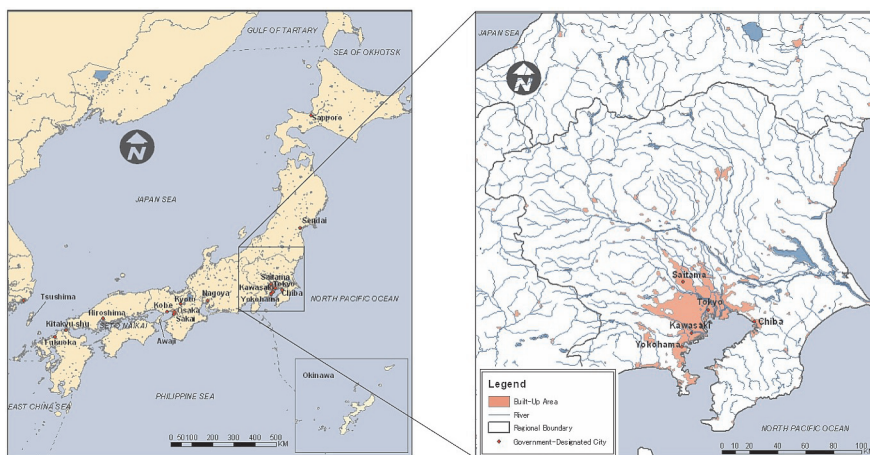 GULF OF TARTARY
SEA OF OKHOTSK
Sapporo
N
JAPAN SEA
Sendai
Saitama
Kawasaki
Tokyo
Chiba
Yokohama
NORTH PACIFIC OCEAN
Nagoya
Kyoto
Kobe
Osaka
Sakai
Awaji
Tsushima
Hiroshima
Kitakyu-shu
SETO NAIKAI
Fukuoka
EAST CHINA SEA
PHILIPPINE SEA
Okinawa
0 50 100 200 300 400 500
KM
JAPAN SEA
N
Saitama
Tokyo
Kawasaki
Chiba
Yokohama
Legend
Built-Up Area
River
Regional Boundary
Government-Designated City
NORTH PACIFIC OCEAN
0 10 20 40 60 80 100
KM